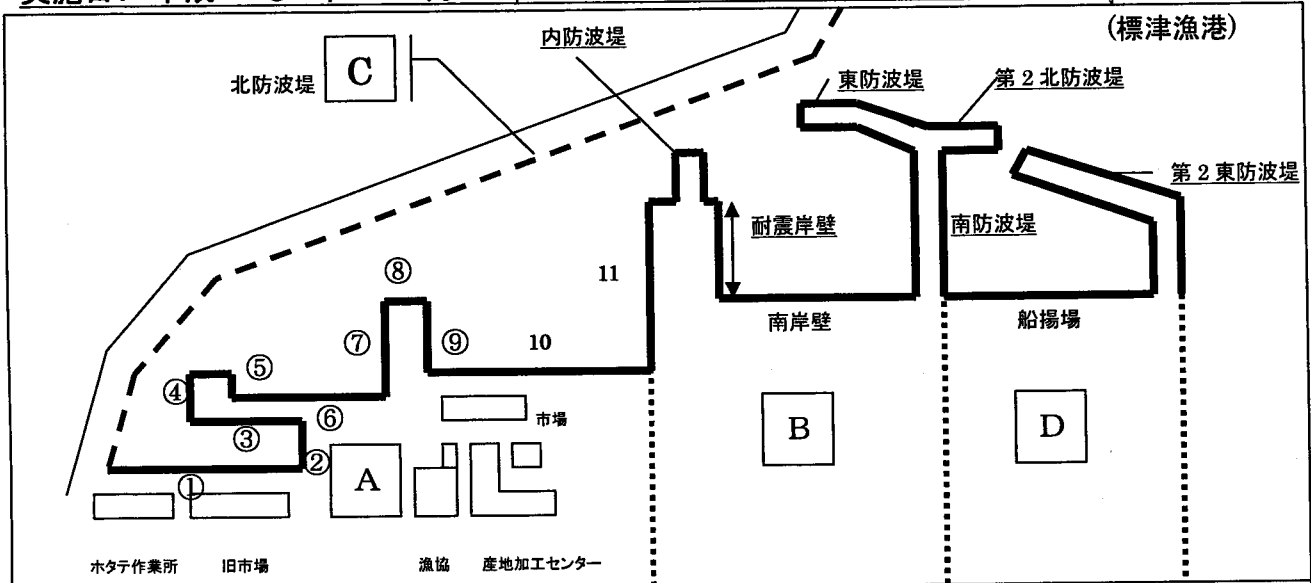 (標津漁港)
内防波堤
北防波堤
C
東防波堤
第2北防波堤
第2東防波堤
耐震岸壁
南防波堤
⑧
11
南岸壁
船揚場
⑦
⑨
10
⑤
④
⑥
市場
③
②
A
B
D
①
ホタテ作業所
旧市場
漁協
産地加工センター